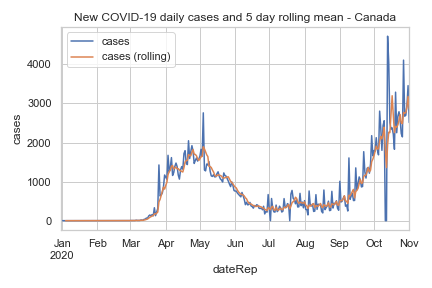 New COVID-19 daily cases and 5 day rolling mean - Canada
cases
cases (rolling)
4000
3000
2000
1000
0
cases
Jan Feb Mar Apr May Jun Jul Aug Sep Oct Nov
2020
dateRep